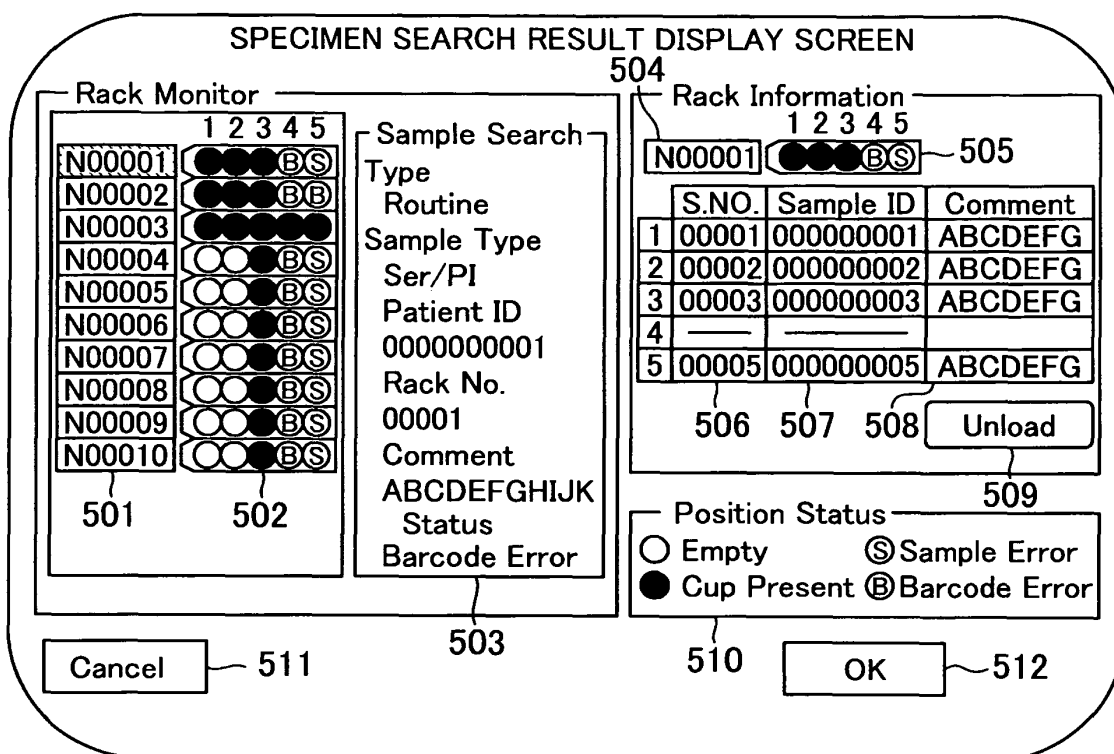 SPECIMEN SEARCH RESULT DISPLAY SCREEN
504
Rack Monitor
1 2 3 4 5
N00001 B S
N00002 B B
N00003
N00004 B S
N00005 B S
N00006 B S
N00007 B S
N00008 B S
N00009 B S
N00010 B S
501 502
Sample Search
Type
Routine
Sample Type
Ser/PI
Patient ID
0000000001
Rack No.
00001
Comment
ABCDEFGHIJK
Status
Barcode Error
503
Rack Information
1 2 3 4 5
N00001 B S 505
S.NO. Sample ID Comment
1 00001 000000001 ABCDEFG
2 00002 000000002 ABCDEFG
3 00003 000000003 ABCDEFG
4 — —
5 00005 000000005 ABCDEFG
506 507 508 Unload
509
Position Status
Empty S Sample Error
Cup Present B Barcode Error
510
Cancel 511
OK 512